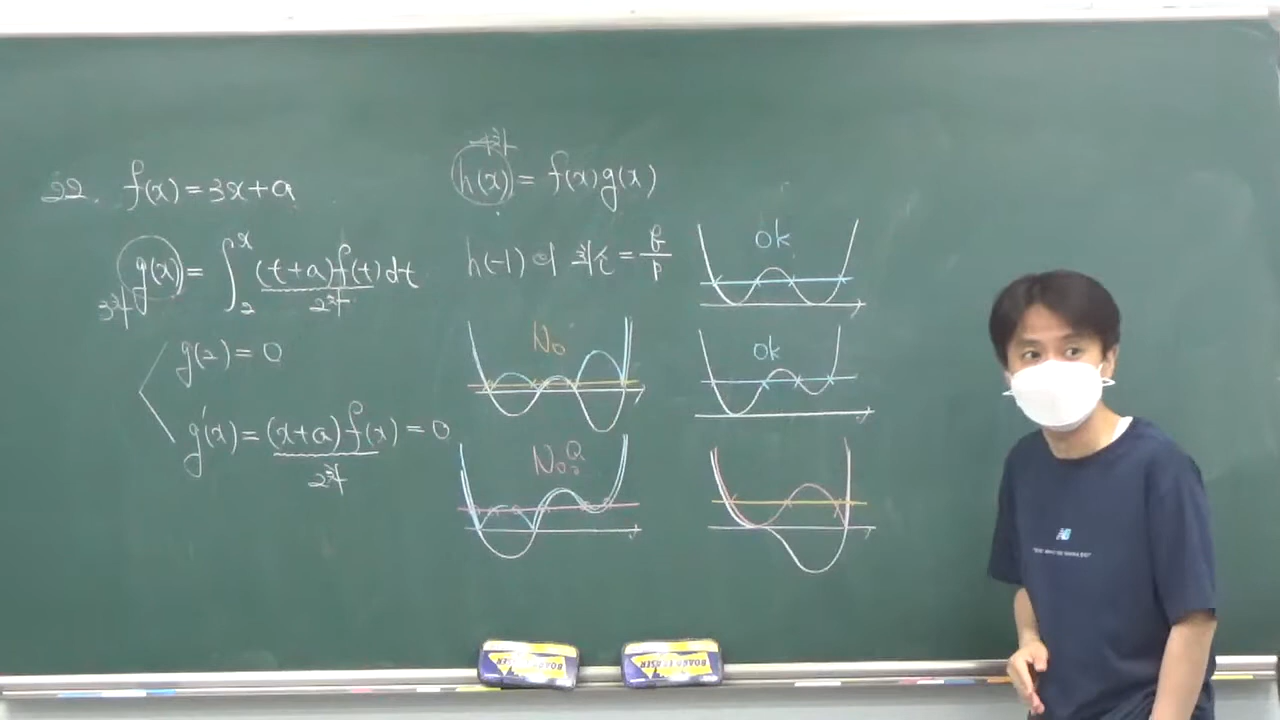 22. f(x) = 3x + a
g(x) = ∫₂ˣ (t+a) f(t) dt
3차
2차
g(2) = 0
g'(x) = (x+a) f(x) = 0
2차
4차
h(x) = f(x) g(x)
h(-1)의 최솟 = q/p
ok
No
ok
No
BOARD ERASER
BOARD ERASER